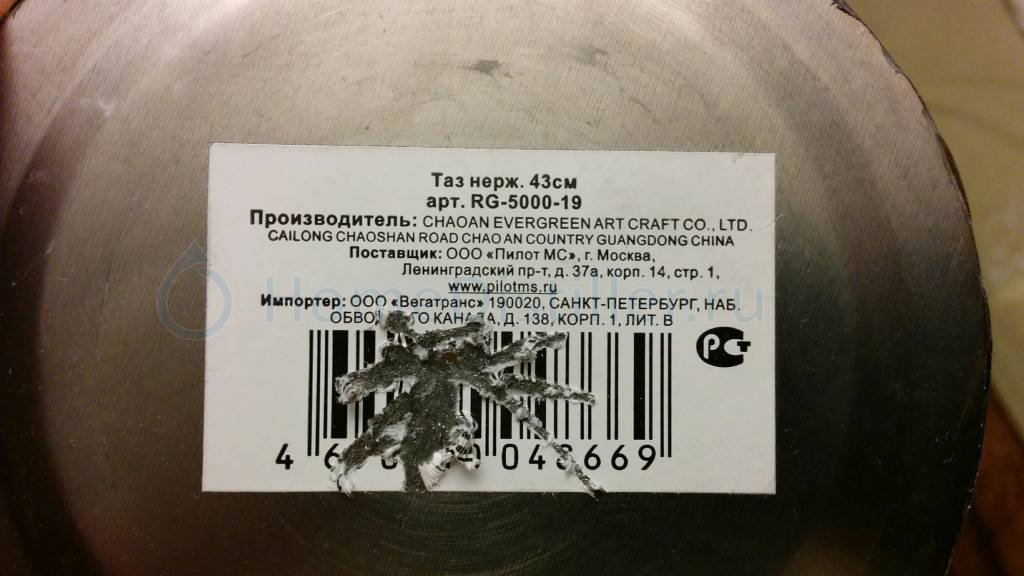 Таз нерж. 43см
арт. RG-5000-19
Производитель: CHAOAN EVERGREEN ART CRAFT CO., LTD.
CAILONG CHAOSHAN ROAD CHAO AN COUNTRY GUANGDONG CHINA
Поставщик: ООО «Пилот МС», г. Москва,
Ленинградский пр-т, д. 37а, корп. 14, стр. 1,
www.pilotms.ru
Импортер: ООО «Вегатранс» 190020, САНКТ-ПЕТЕРБУРГ, НАБ.
КАНАЛА, Д. 138, КОРП. 1, ЛИТ. В
РСТ
4 048669